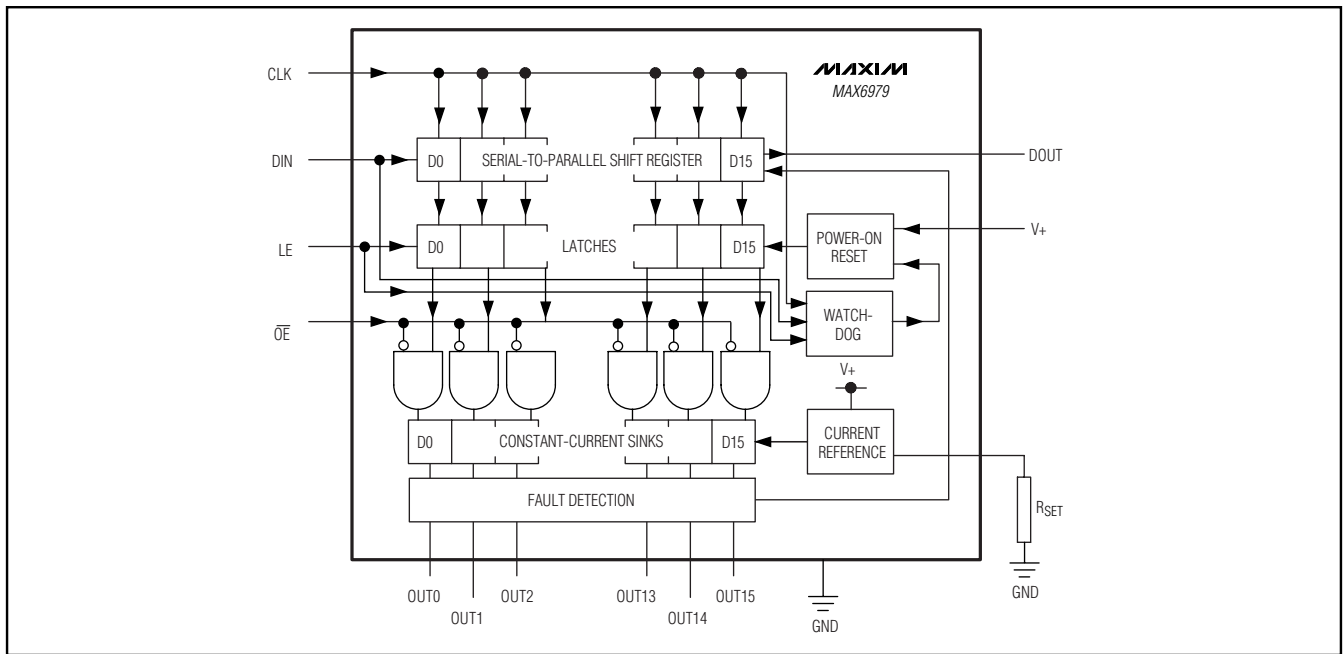 MAXIM
MAX6979
CLK
DIN
D0
SERIAL-TO-PARALLEL SHIFT REGISTER
D15
DOUT
LE
D0
LATCHES
D15
POWER-ON
RESET
V+
OE
WATCH-
DOG
V+
D0
CONSTANT-CURRENT SINKS
D15
CURRENT
REFERENCE
FAULT DETECTION
RSET
OUT0
OUT2
OUT13
OUT15
GND
OUT1
OUT14
GND